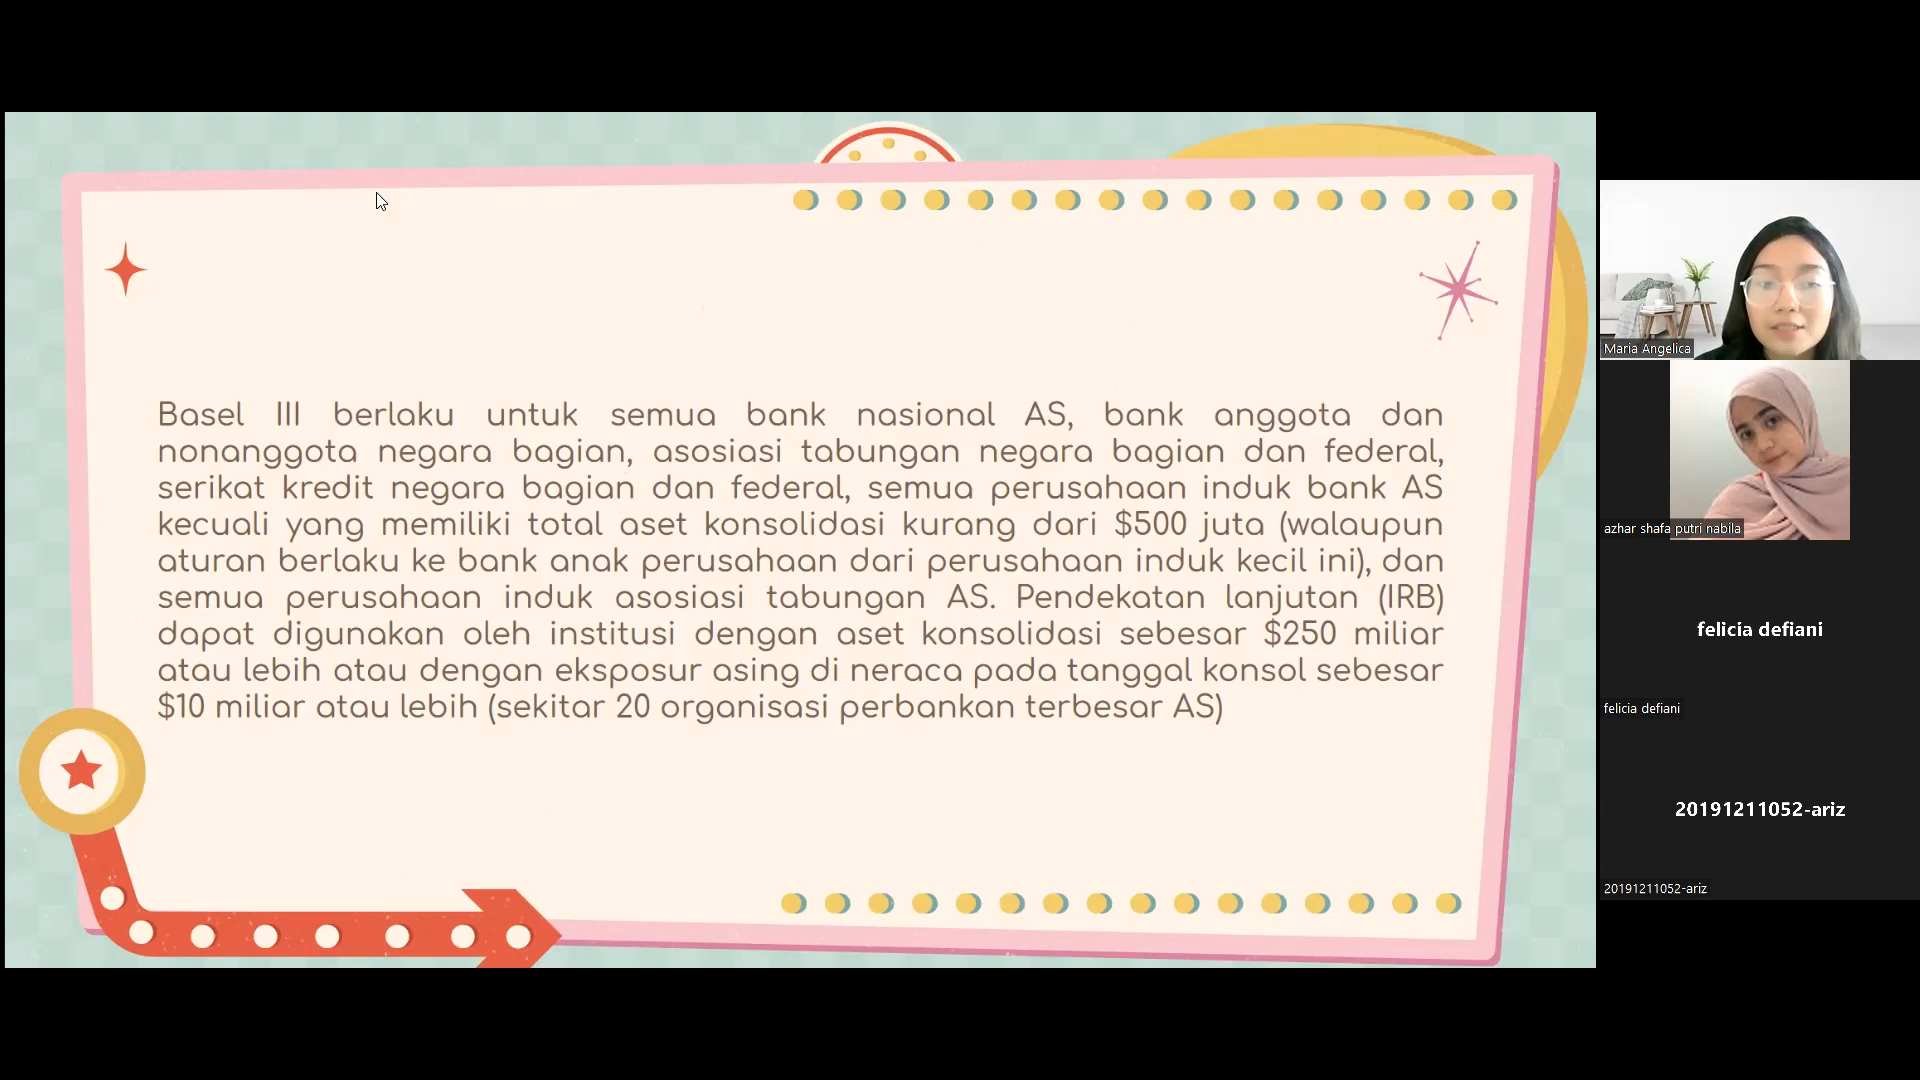 Basel III berlaku untuk semua bank nasional AS, bank anggota dan
nonanggota negara bagian, asosiasi tabungan negara bagian dan federal,
serikat kredit negara bagian dan federal, semua perusahaan induk bank AS
kecuali yang memiliki total aset konsolidasi kurang dari $500 juta (walaupun
aturan berlaku ke bank anak perusahaan dari perusahaan induk kecil ini), dan
semua perusahaan induk asosiasi tabungan AS. Pendekatan lanjutan (IRB)
dapat digunakan oleh institusi dengan aset konsolidasi sebesar $250 miliar
atau lebih atau dengan eksposur asing di neraca pada tanggal konsol sebesar
$10 miliar atau lebih (sekitar 20 organisasi perbankan terbesar AS)
Maria Angelica
azhar shafa putri nabila
felicia defiani
felicia defiani
20191211052-ariz
20191211052-ariz